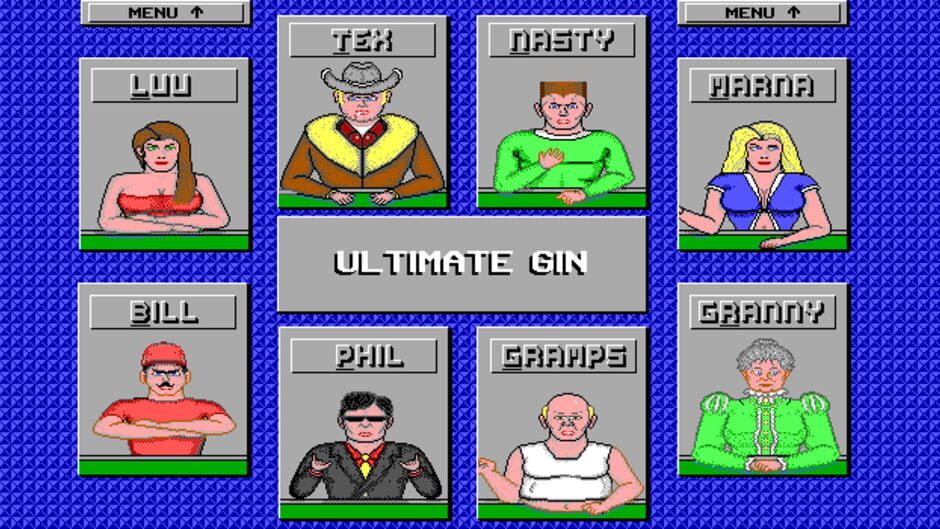 MENU ↑
MENU ↑
TEX
NASTY
LUU
MARNA
ULTIMATE GIN
BILL
GRANNY
PHIL
GRAMPS